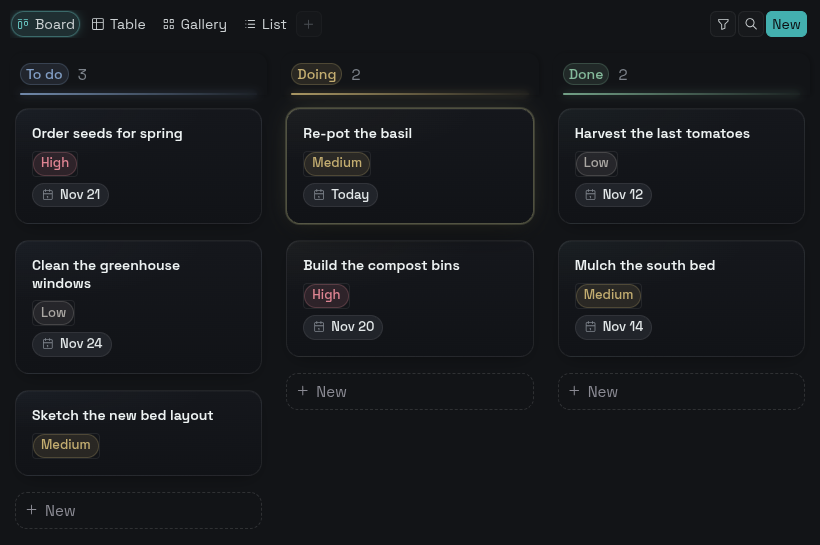 Board
Table
Gallery
List
New
To do 3
Order seeds for spring
High
Nov 21
Clean the greenhouse
windows
Low
Nov 24
Sketch the new bed layout
Medium
New
Doing 2
Re-pot the basil
Medium
Today
Build the compost bins
High
Nov 20
New
Done 2
Harvest the last tomatoes
Low
Nov 12
Mulch the south bed
Medium
Nov 14
New